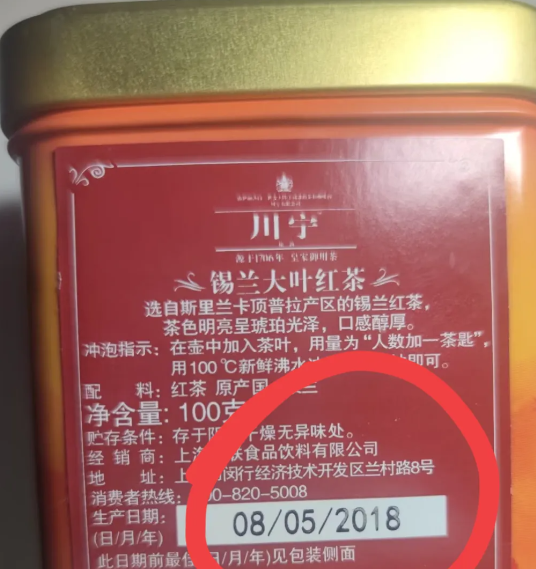 川宁
源于1706年 皇家御用茶
锡兰大叶红茶
选自斯里兰卡顶普拉产区的锡兰红茶，
茶色明亮呈琥珀光泽，口感醇厚。
冲泡指示：在壶中加入茶叶，用量为“人数加一茶匙”，
用100℃新鲜沸水 即可。
配 料：红茶 原产国 兰
净含量：100克
贮存条件：存于 燥无异味处。
经销商：上 食品饮料有限公司
地 址：上 闵行经济技术开发区兰村路8号
消费者热线： 0-820-5008
生产日期：
08/05/2018
(日/月/年)
此日期前最佳 /月/年)见包装侧面